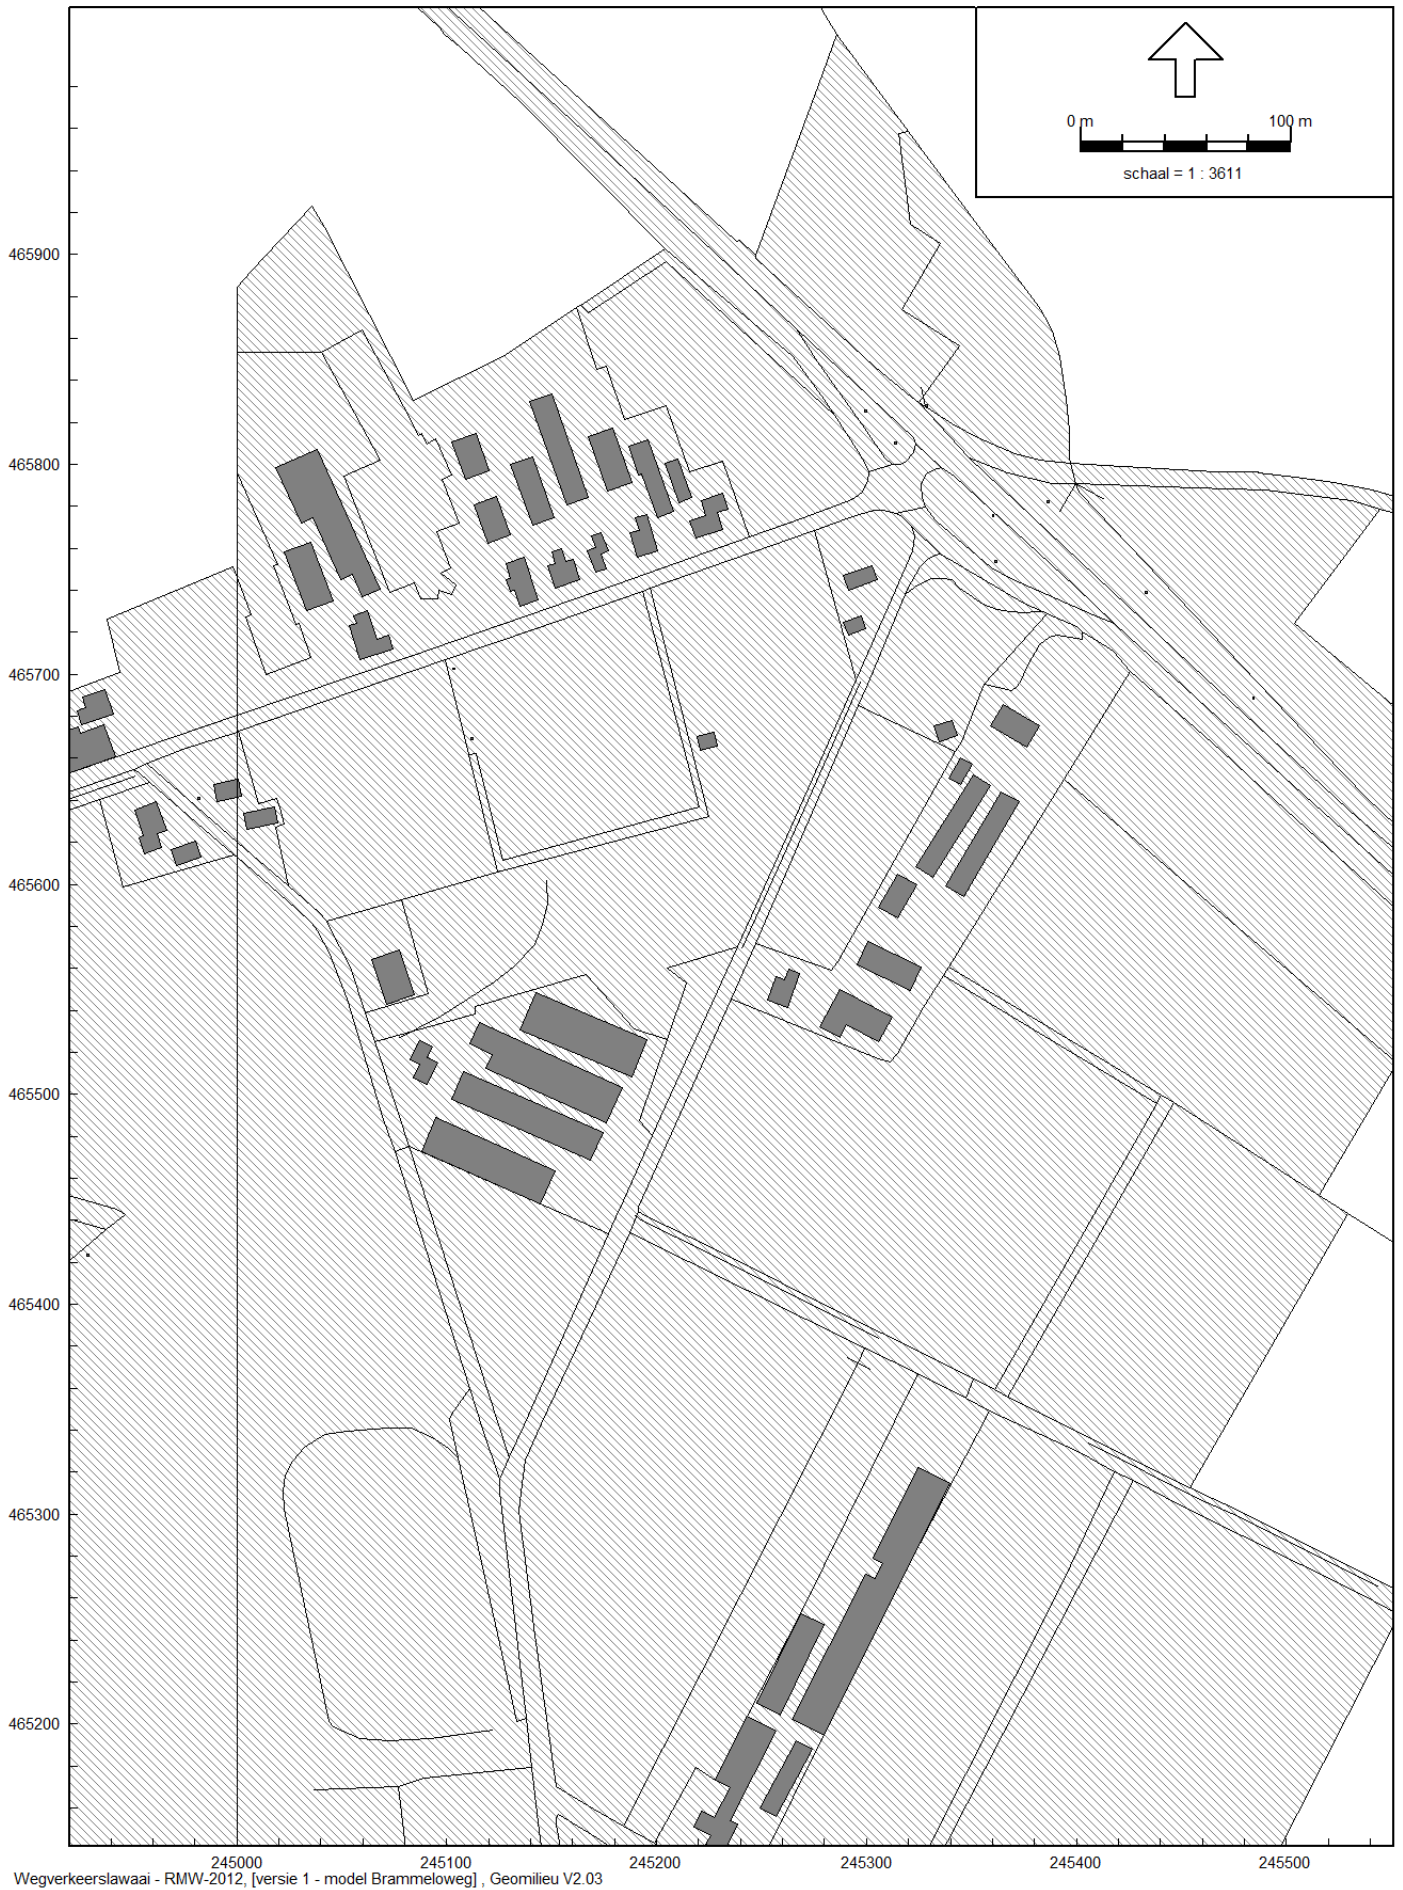 0 m 100 m
schaal = 1 : 3611
465900
465800
465700
465600
465500
465400
465300
465200
245000 245100 245200 245300 245400 245500
Wegverkeerslawaai - RMW-2012, [versie 1 - model Brammeloweg] , Geomilieu V2.03